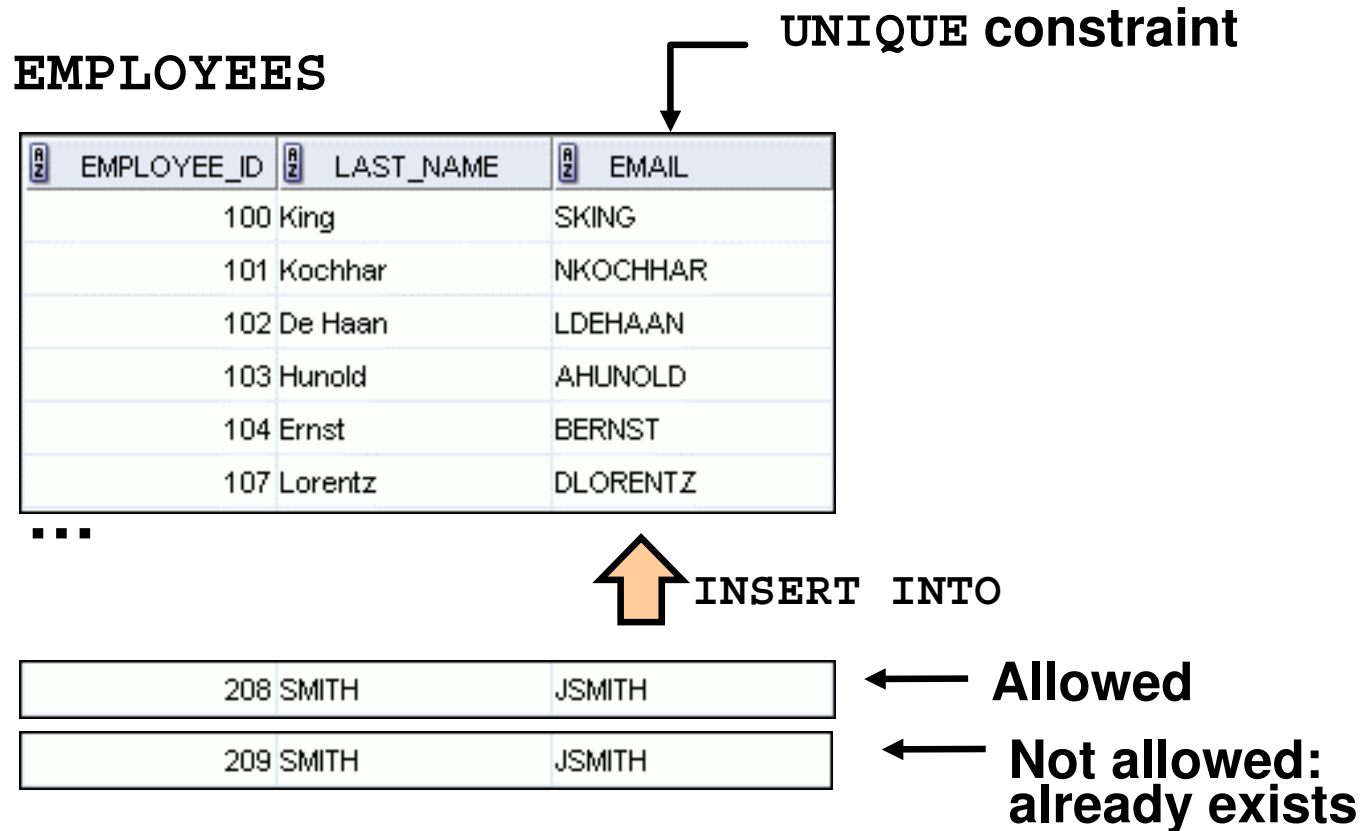 UNIQUE constraint
EMPLOYEES
EMPLOYEE_ID LAST_NAME EMAIL
100 King SKING
101 Kochhar NKOCHHAR
102 De Haan LDEHAAN
103 Hunold AHUNOLD
104 Ernst BERNST
107 Lorentz DLORENTZ
...
INSERT INTO
208 SMITH JSMITH
Allowed
209 SMITH JSMITH
Not allowed:
already exists